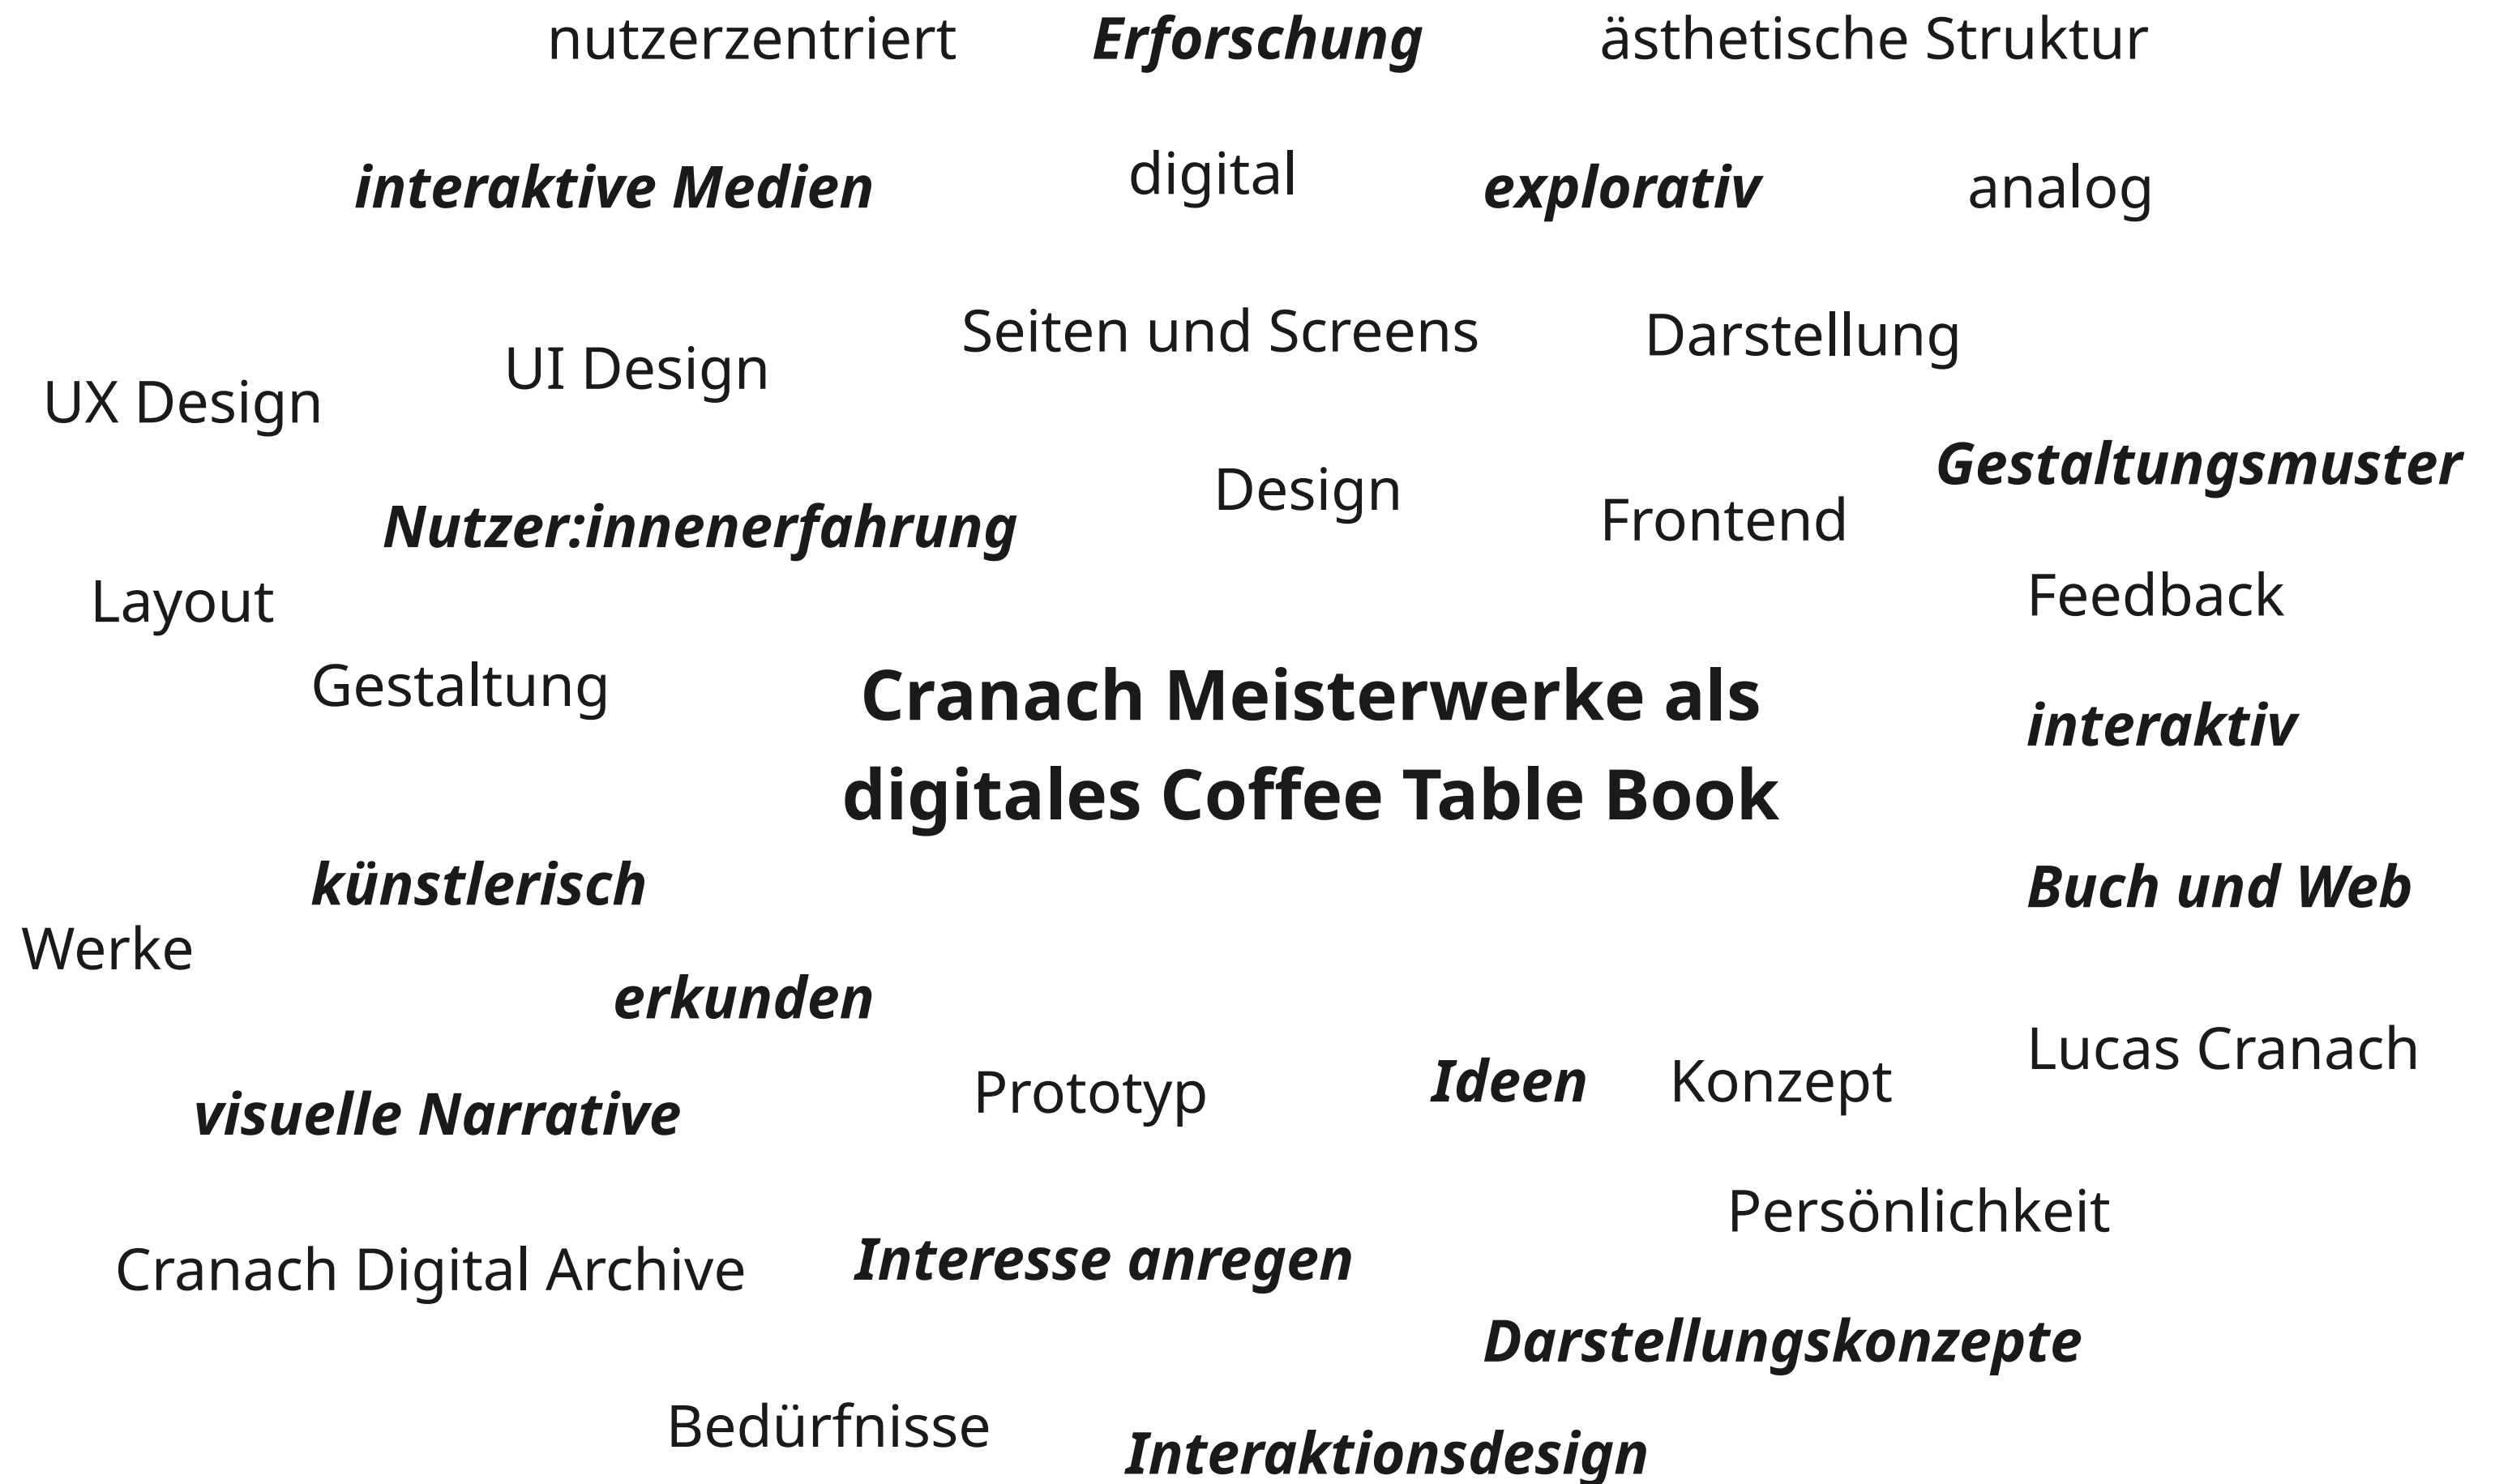 nutzerzentriert
Erforschung
ästhetische Struktur
interaktive Medien
digital
explorativ
analog
Seiten und Screens
Darstellung
UI Design
UX Design
Gestaltungsmuster
Design
Frontend
Nutzer:innenerfahrung
Feedback
Layout
Gestaltung
Cranach Meisterwerke als
digitales Coffee Table Book
interaktiv
künstlerisch
Buch und Web
Werke
erkunden
Lucas Cranach
Prototyp
Ideen
Konzept
visuelle Narrative
Persönlichkeit
Interesse anregen
Cranach Digital Archive
Darstellungskonzepte
Bedürfnisse
Interaktionsdesign